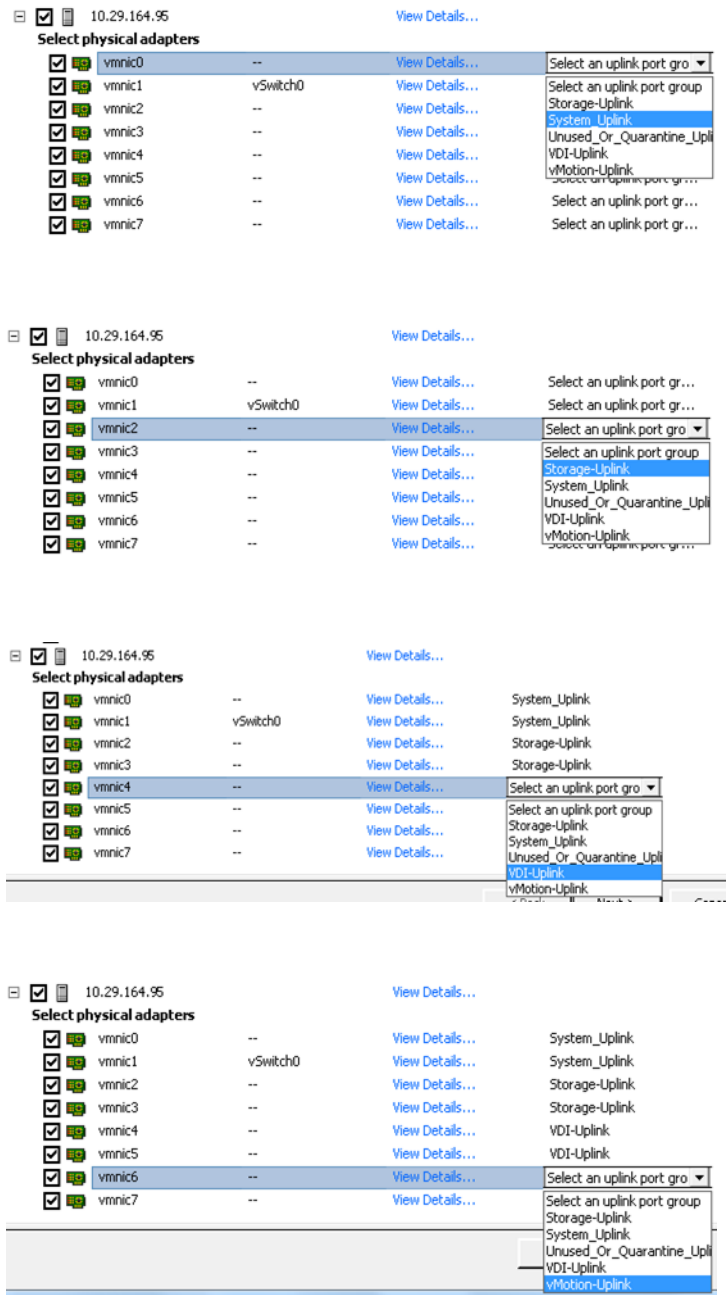 10.29.164.95 View Details...
Select physical adapters
vmnic0 -- View Details... Select an uplink port gro
vmnic1 vSwitch0 View Details... Select an uplink port group
vmnic2 -- View Details... Storage-Uplink
vmnic3 -- View Details... System_Uplink
Unused_Or_Quarantine_Upli
vmnic4 -- View Details... VDI-Uplink
vMotion-Uplink
vmnic5 -- View Details... Select an uplink port gr...
vmnic6 -- View Details... Select an uplink port gr...
vmnic7 -- View Details... Select an uplink port gr...
10.29.164.95 View Details...
Select physical adapters
vmnic0 -- View Details... Select an uplink port gr...
vmnic1 vSwitch0 View Details... Select an uplink port gr...
vmnic2 -- View Details... Select an uplink port gro
vmnic3 -- View Details... Select an uplink port group
vmnic4 -- View Details... Storage-Uplink
System_Uplink
vmnic5 -- View Details... Unused_Or_Quarantine_Upli
vmnic6 -- View Details... VDI-Uplink
vMotion-Uplink
vmnic7 -- View Details... Select an uplink port gr...
10.29.164.95 View Details...
Select physical adapters
vmnic0 -- View Details... System_Uplink
vmnic1 vSwitch0 View Details... System_Uplink
vmnic2 -- View Details... Storage-Uplink
vmnic3 -- View Details... Storage-Uplink
vmnic4 -- View Details... Select an uplink port gro
vmnic5 -- View Details... Select an uplink port group
Storage-Uplink
vmnic6 -- View Details... System_Uplink
vmnic7 -- View Details... Unused_Or_Quarantine_Upli
VDI-Uplink
vMotion-Uplink
10.29.164.95 View Details...
Select physical adapters
vmnic0 -- View Details... System_Uplink
vmnic1 vSwitch0 View Details... System_Uplink
vmnic2 -- View Details... Storage-Uplink
vmnic3 -- View Details... Storage-Uplink
vmnic4 -- View Details... VDI-Uplink
vmnic5 -- View Details... VDI-Uplink
vmnic6 -- View Details... Select an uplink port gro
vmnic7 -- View Details... Select an uplink port group
Storage-Uplink
System_Uplink
Unused_Or_Quarantine_Upli
VDI-Uplink
vMotion-Uplink